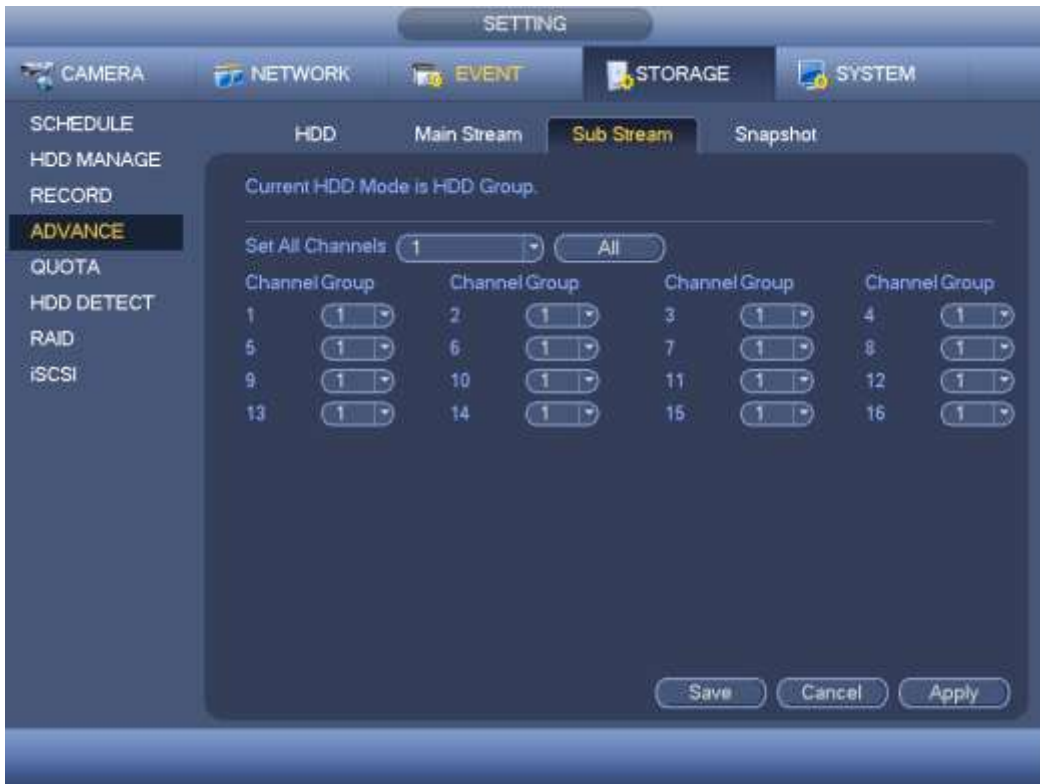 SETTING
CAMERA NETWORK EVENT STORAGE SYSTEM
SCHEDULE
HDD MANAGE
RECORD
ADVANCE
QUOTA
HDD DETECT
RAID
iSCSI
HDD Main Stream Sub Stream Snapshot
Current HDD Mode is HDD Group.
Set All Channels 1 All
Channel Group Channel Group Channel Group Channel Group
1 1 2 1 3 1 4 1
5 1 6 1 7 1 8 1
9 1 10 1 11 1 12 1
13 1 14 1 15 1 16 1
Save Cancel Apply